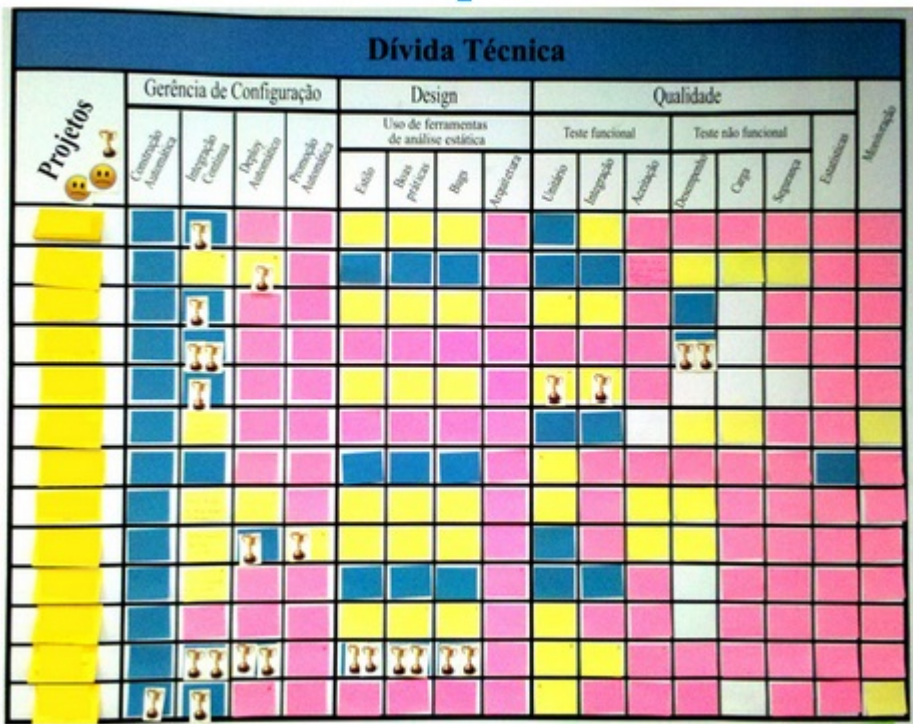 Dívida Técnica
Projetos
Gerência de Configuração
Design
Qualidade
Uso de ferramentas
de análise estática
Teste funcional
Teste não funcional
Construção
Automática
Integração
Contínua
Deploy
Automático
Promoção
Automática
Estilo
Boas
práticas
Bugs
Arquitetura
Unitário
Integração
Aceitação
Desempenho
Carga
Segurança
Estatísticas
Monitoração